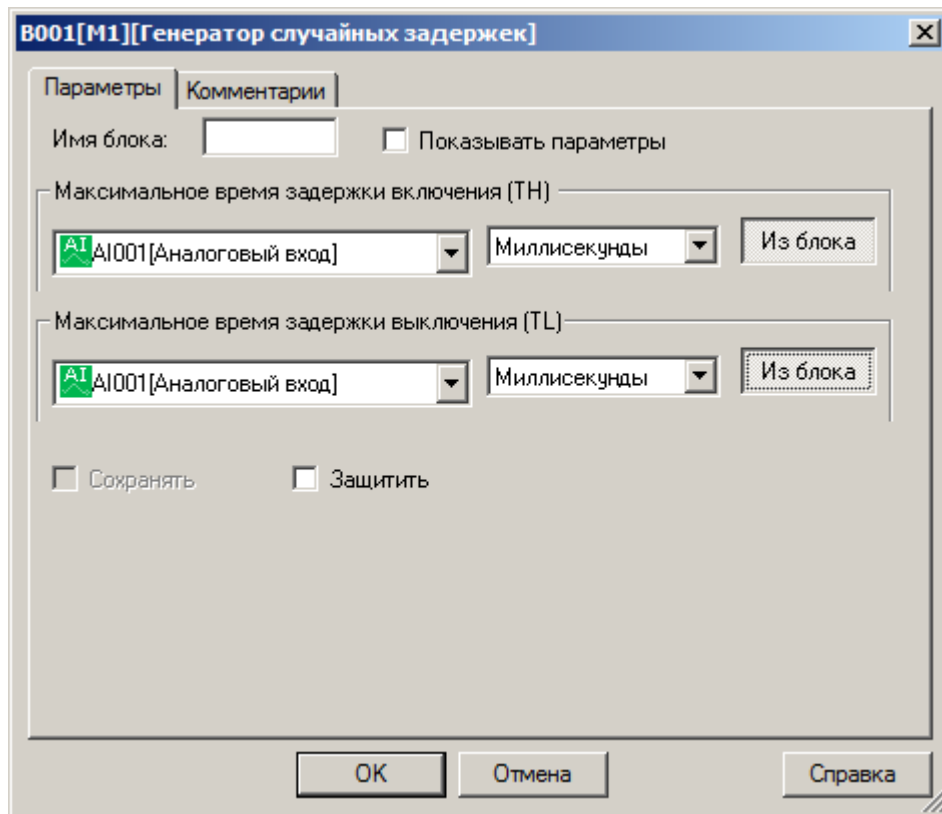 B001[M1][Генератор случайных задержек]
Параметры Комментарии
Имя блока: Показывать параметры
Максимальное время задержки включения (TH)
AI AI001[Аналоговый вход] Миллисекунды Из блока
Максимальное время задержки выключения (TL)
AI AI001[Аналоговый вход] Миллисекунды Из блока
Сохранять Защитить
OK Отмена Справка